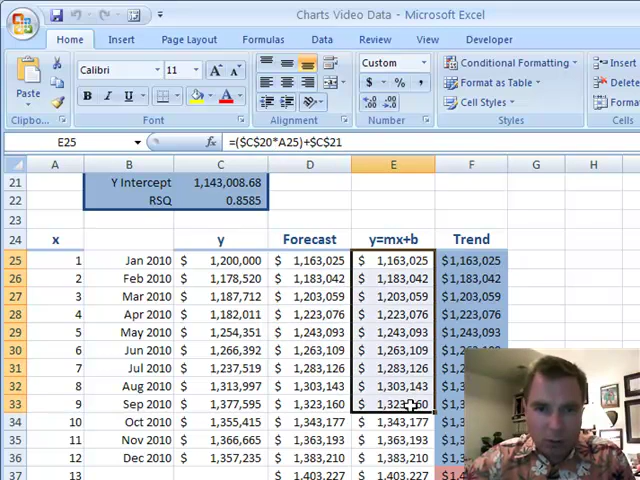 Charts Video Data - Microsoft Excel
Home Insert Page Layout Formulas Data Review View Developer
Paste
Calibri 11
B I U
General
$ % ,
Conditional Formatting
Format as Table
Cell Styles
Insert
Delete
Format
Clipbo... Font Alignment Number Styles Cells
E25 fx =($C$20*A25)+$C$21
A B C D E F G H
21 Y Intercept 1,143,008.68
22 RSQ 0.8585
23
24 x y Forecast y=mx+b Trend
25 1 Jan 2010 $ 1,200,000 $ 1,163,025 $ 1,163,025 $1,163,025
26 2 Feb 2010 $ 1,178,520 $ 1,183,042 $ 1,183,042 $1,183,042
27 3 Mar 2010 $ 1,187,712 $ 1,203,059 $ 1,203,059 $1,203,059
28 4 Apr 2010 $ 1,182,011 $ 1,223,076 $ 1,223,076 $1,223,076
29 5 May 2010 $ 1,254,351 $ 1,243,093 $ 1,243,093 $1,243,093
30 6 Jun 2010 $ 1,266,392 $ 1,263,109 $ 1,263,109
31 7 Jul 2010 $ 1,267,519 $ 1,283,126 $ 1,283,126
32 8 Aug 2010 $ 1,313,997 $ 1,303,143 $ 1,303,143
33 9 Sep 2010 $ 1,377,595 $ 1,323,160 $
34 10 Oct 2010 $ 1,355,415 $ 1,343,177 $ 1,343,177
35 11 Nov 2010 $ 1,366,665 $ 1,363,193 $ 1,363,193
36 12 Dec 2010 $ 1,357,235 $ 1,383,210 $ 1,383,210
37 13 $ 1,403,227 $ 1,403,227